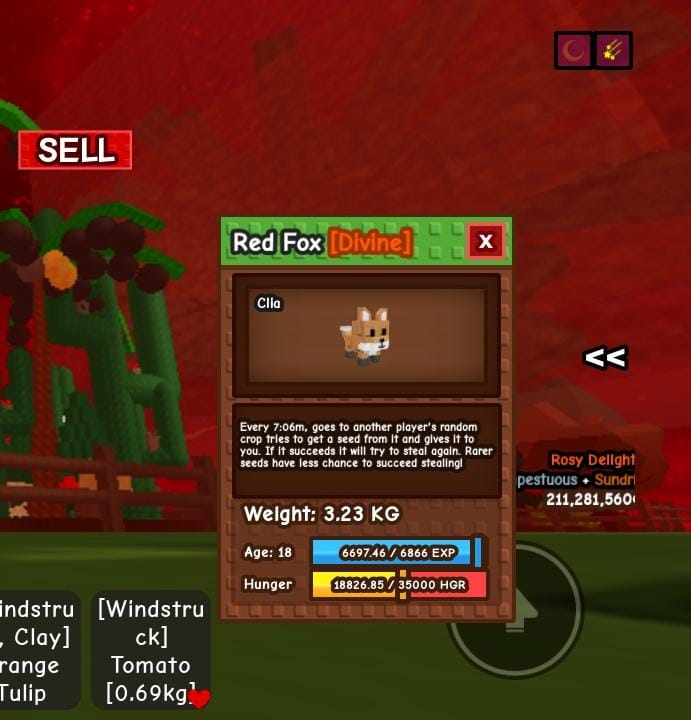 SELL
Red Fox [Divine]
X
Clla
Every 7:06m, goes to another player's random
crop tries to get a seed from it and gives it to
you. If it succeeds it will try to steal again. Rarer
seeds have less chance to succeed stealing!
Weight: 3.23 KG
Age: 18
6697.46 / 6866 EXP
Hunger
18826.85 / 35000 HGR
<<
Rosy Delight
pestuous + Sundri
211,281,560
indstru
, Clay]
range
Tulip
[Windstru
ck]
Tomato
[0.69kg]